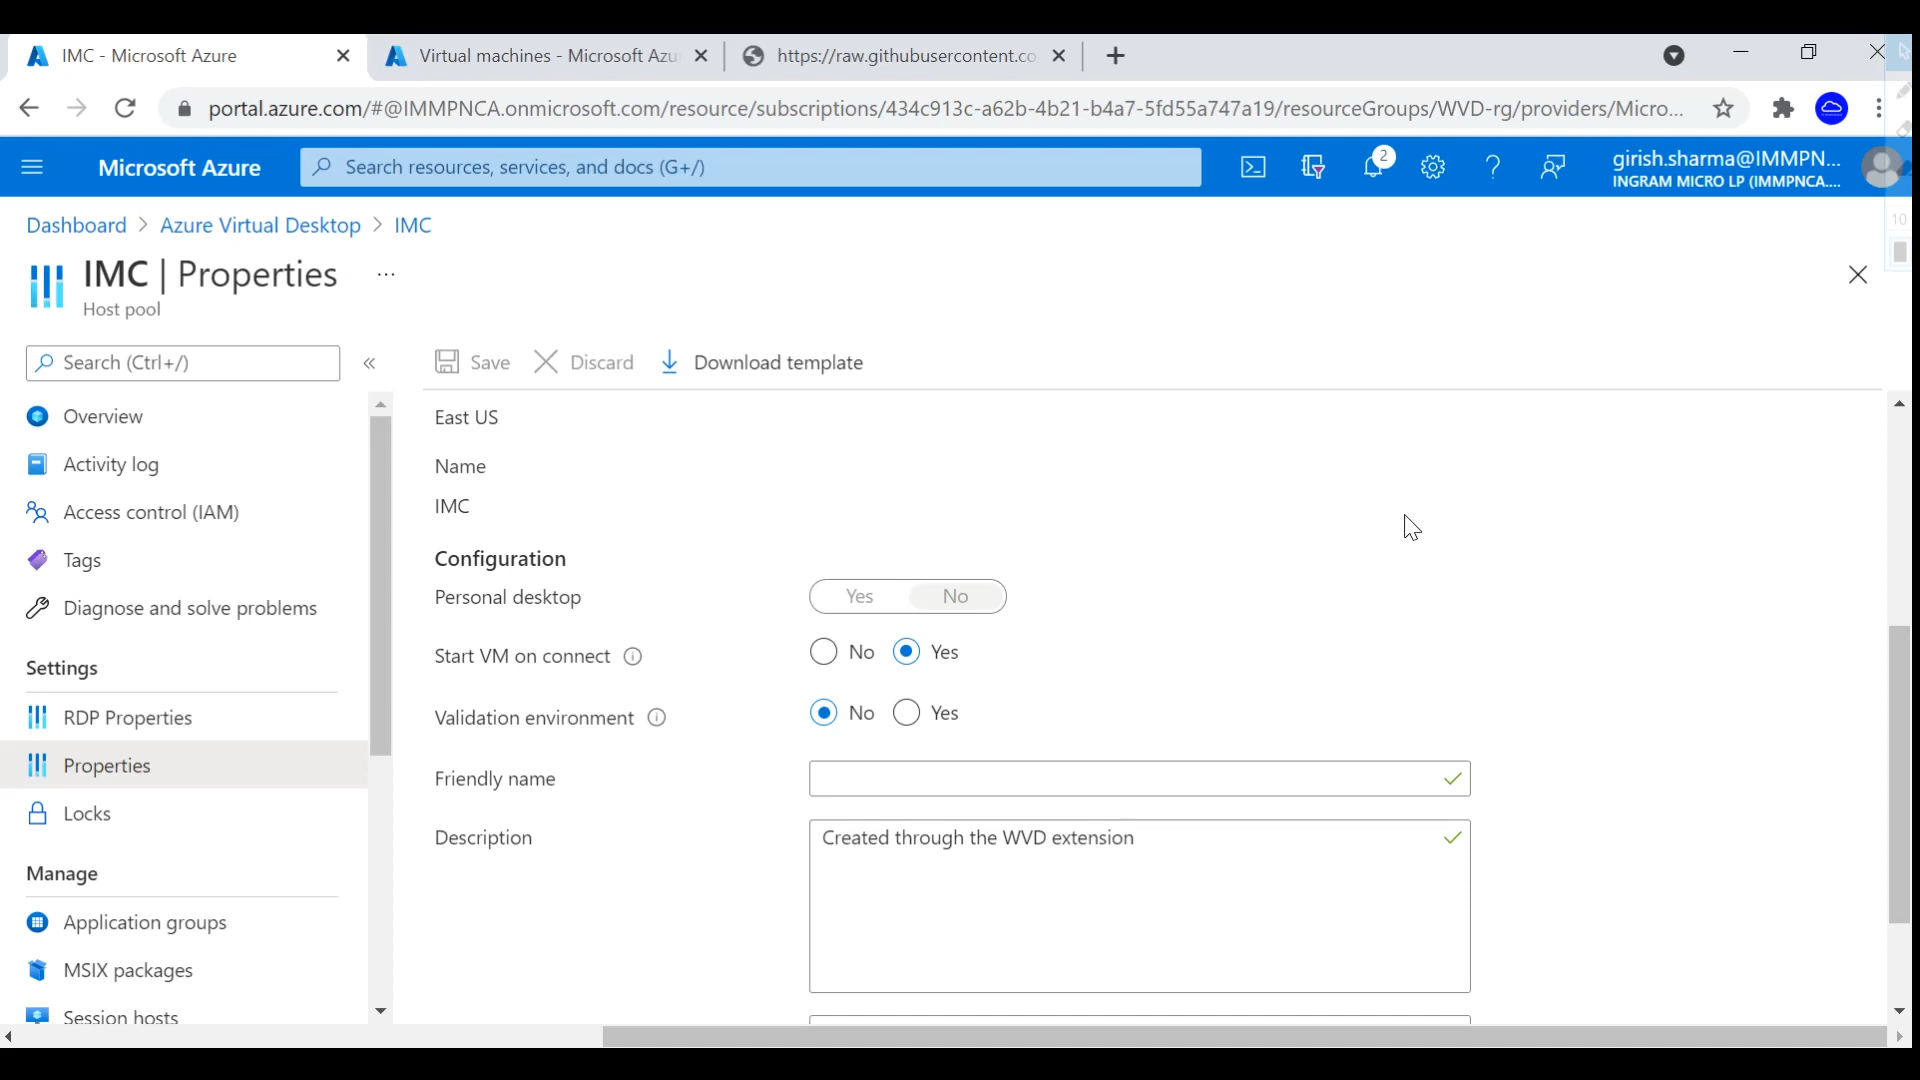 IMC - Microsoft Azure
Virtual machines - Microsoft Azu
https://raw.githubusercontent.co
portal.azure.com/#@IMMPNCA.onmicrosoft.com/resource/subscriptions/434c913c-a62b-4b21-b4a7-5fd55a747a19/resourceGroups/WVD-rg/providers/Micro...
Microsoft Azure
Search resources, services, and docs (G+/)
2
girish.sharma@IMMPN...
INGRAM MICRO LP (IMMPNCA....
10
Dashboard > Azure Virtual Desktop > IMC
IMC | Properties ...
Host pool
Search (Ctrl+/)
«
Overview
Activity log
Access control (IAM)
Tags
Diagnose and solve problems
Settings
RDP Properties
Properties
Locks
Manage
Application groups
MSIX packages
Session hosts
Save
Discard
Download template
East US
Name
IMC
Configuration
Personal desktop
Yes No
Start VM on connect
No Yes
Validation environment
No Yes
Friendly name
Description
Created through the WVD extension